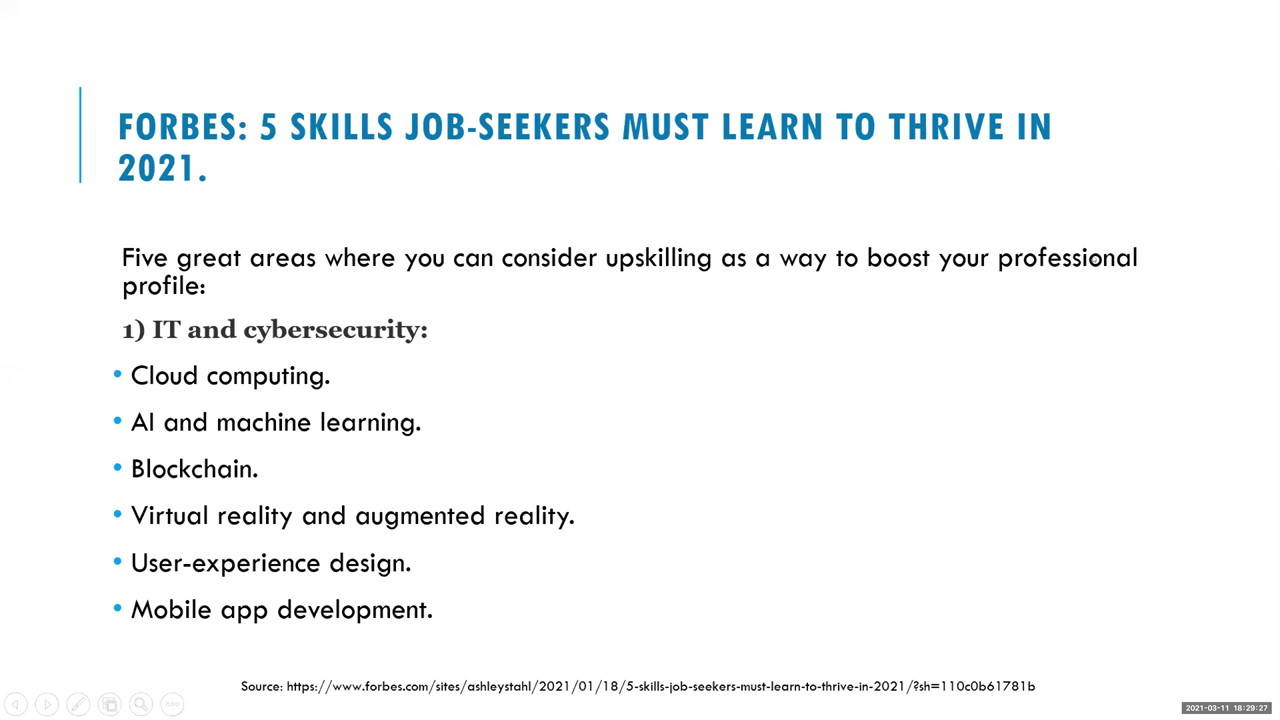 FORBES: 5 SKILLS JOB-SEEKERS MUST LEARN TO THRIVE IN
2021.
Five great areas where you can consider upskilling as a way to boost your professional
profile:
1) IT and cybersecurity:
• Cloud computing.
• AI and machine learning.
• Blockchain.
• Virtual reality and augmented reality.
• User-experience design.
• Mobile app development.
Source: https://www.forbes.com/sites/ashleystahl/2021/01/18/5-skills-job-seekers-must-learn-to-thrive-in-2021/?sh=110c0b61781b
2021-03-11 18:29:27